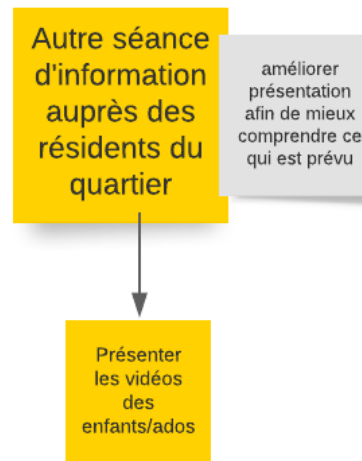 Autre séance
d'information
auprès des
résidents du
quartier
améliorer
présentation
afin de mieux
comprendre ce
qui est prévu
Présenter
les vidéos
des
enfants/ados